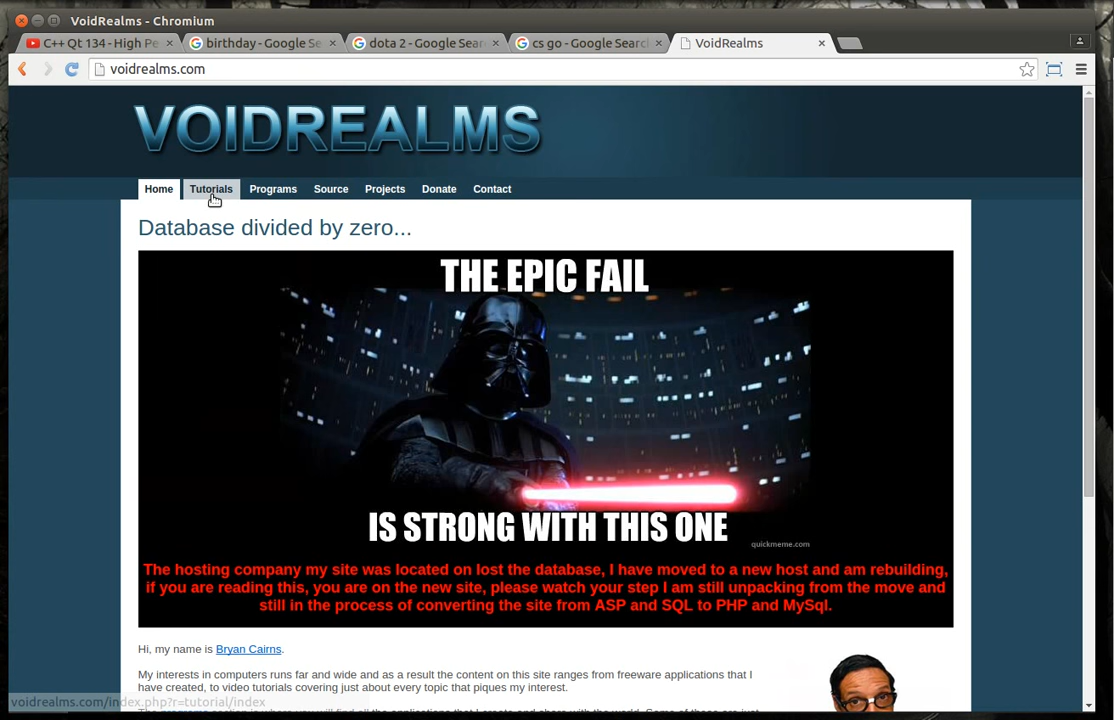 VoidRealms - Chromium
C++ Qt 134 - High Pe
birthday - Google Se
dota 2 - Google Sear
cs go - Google Search
VoidRealms
voidrealms.com
VOIDREALMS
Home Tutorials Programs Source Projects Donate Contact
Database divided by zero...
THE EPIC FAIL
IS STRONG WITH THIS ONE
quickmeme.com
The hosting company my site was located on lost the database, I have moved to a new host and am rebuilding,
if you are reading this, you are on the new site, please watch your step I am still unpacking from the move and
still in the process of converting the site from ASP and SQL to PHP and MySql.
Hi, my name is Bryan Cairns.
My interests in computers runs far and wide and as a result the content on this site ranges from freeware applications that I
have created, to video tutorials covering just about every topic that piques my interest.
voidrealms.com/index.php?r=tutorial/index